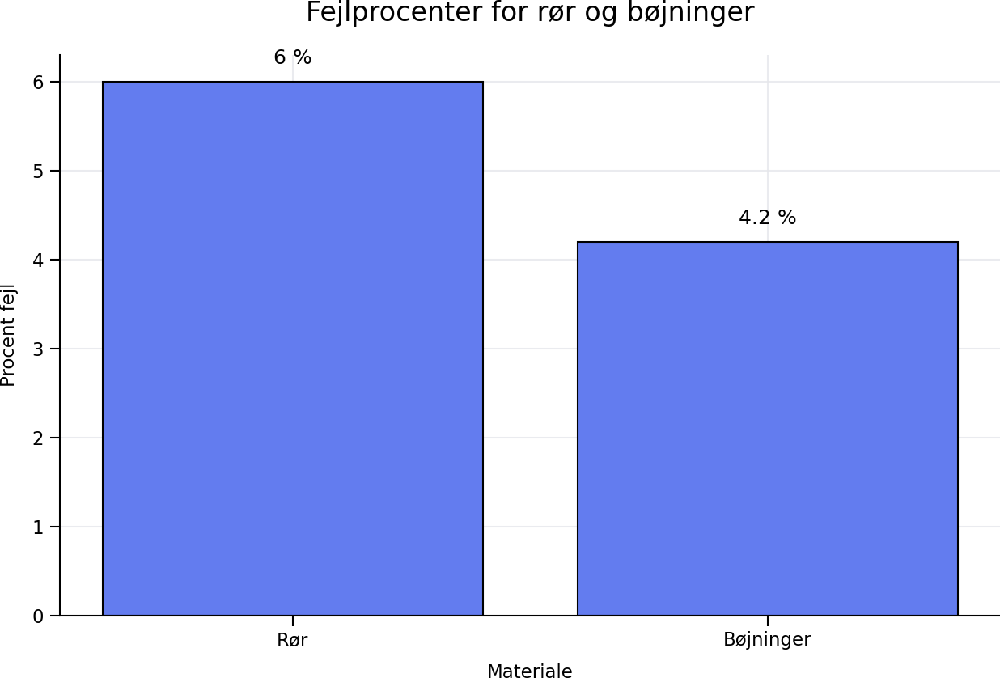 Fejlprocenter for rør og bøjninger
6 %
4.2 %
Procent fejl
6
5
4
3
2
1
0
Rør
Bøjninger
Materiale